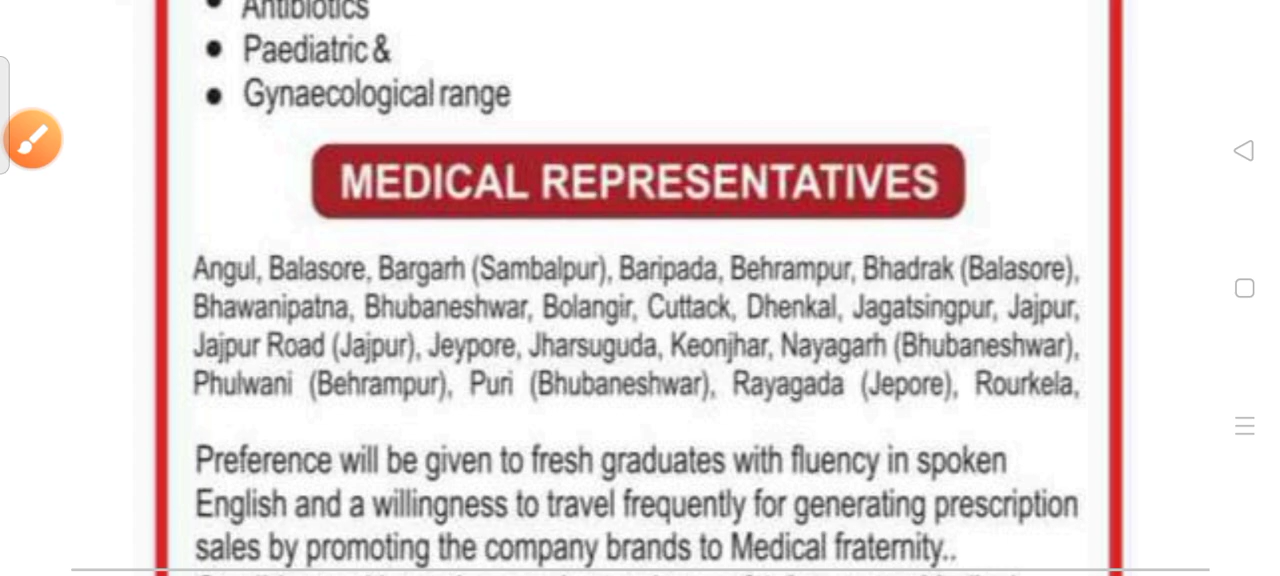 Antibiotics
Paediatric &
Gynaecological range
MEDICAL REPRESENTATIVES
Angul, Balasore, Bargarh (Sambalpur), Baripada, Behrampur, Bhadrak (Balasore),
Bhawanipatna, Bhubaneshwar, Bolangir, Cuttack, Dhenkal, Jagatsingpur, Jajpur,
Jajpur Road (Jajpur), Jeypore, Jharsuguda, Keonjhar, Nayagarh (Bhubaneshwar),
Phulwani (Behrampur), Puri (Bhubaneshwar), Rayagada (Jepore), Rourkela,
Preference will be given to fresh graduates with fluency in spoken
English and a willingness to travel frequently for generating prescription
sales by promoting the company brands to Medical fraternity..